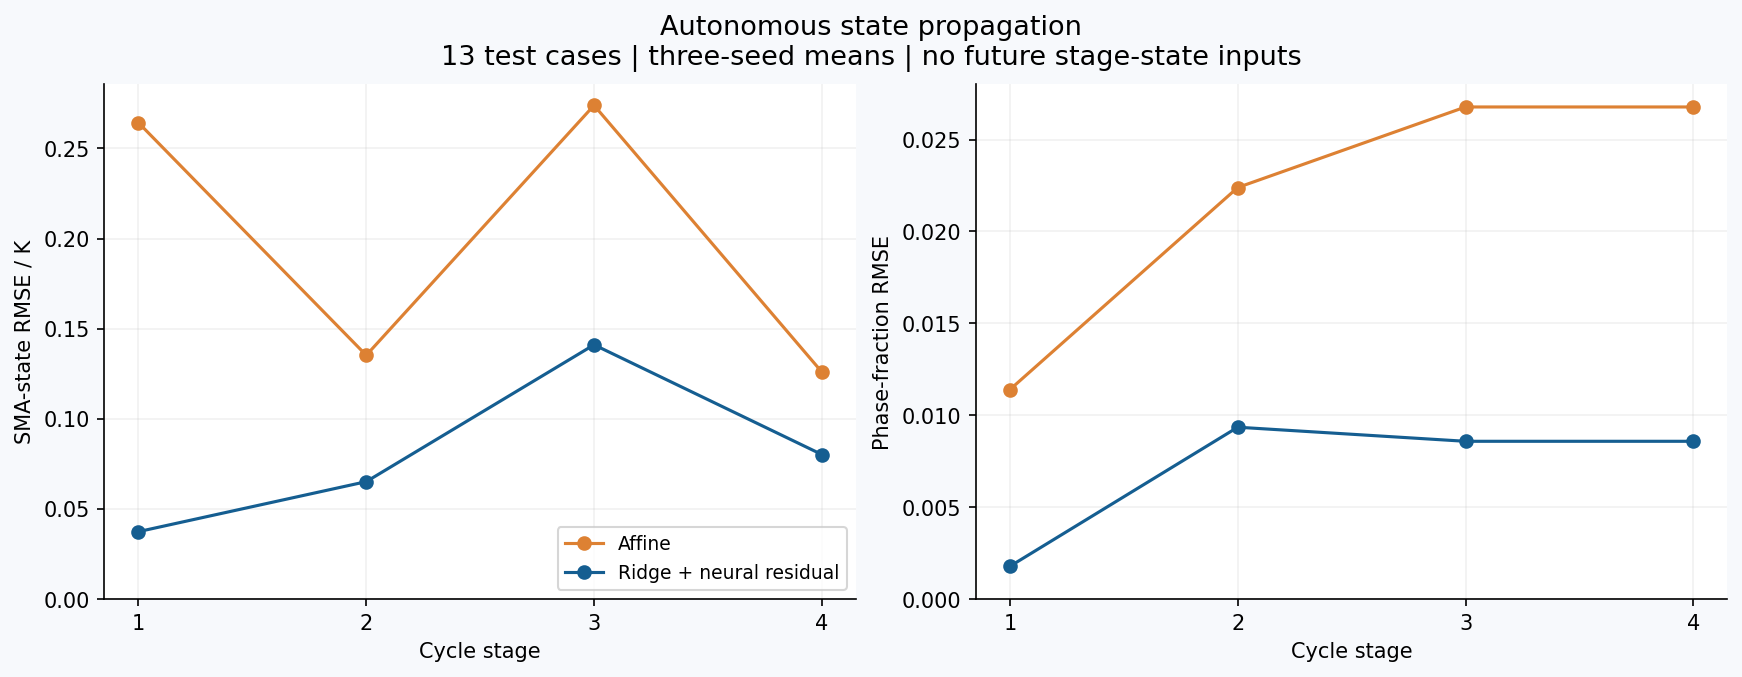 Autonomous state propagation
13 test cases | three-seed means | no future stage-state inputs
SMA-state RMSE / K
0.25
0.20
0.15
0.10
0.05
0.00
1 2 3 4
Cycle stage
Affine
Ridge + neural residual
Phase-fraction RMSE
0.025
0.020
0.015
0.010
0.005
0.000
1 2 3 4
Cycle stage